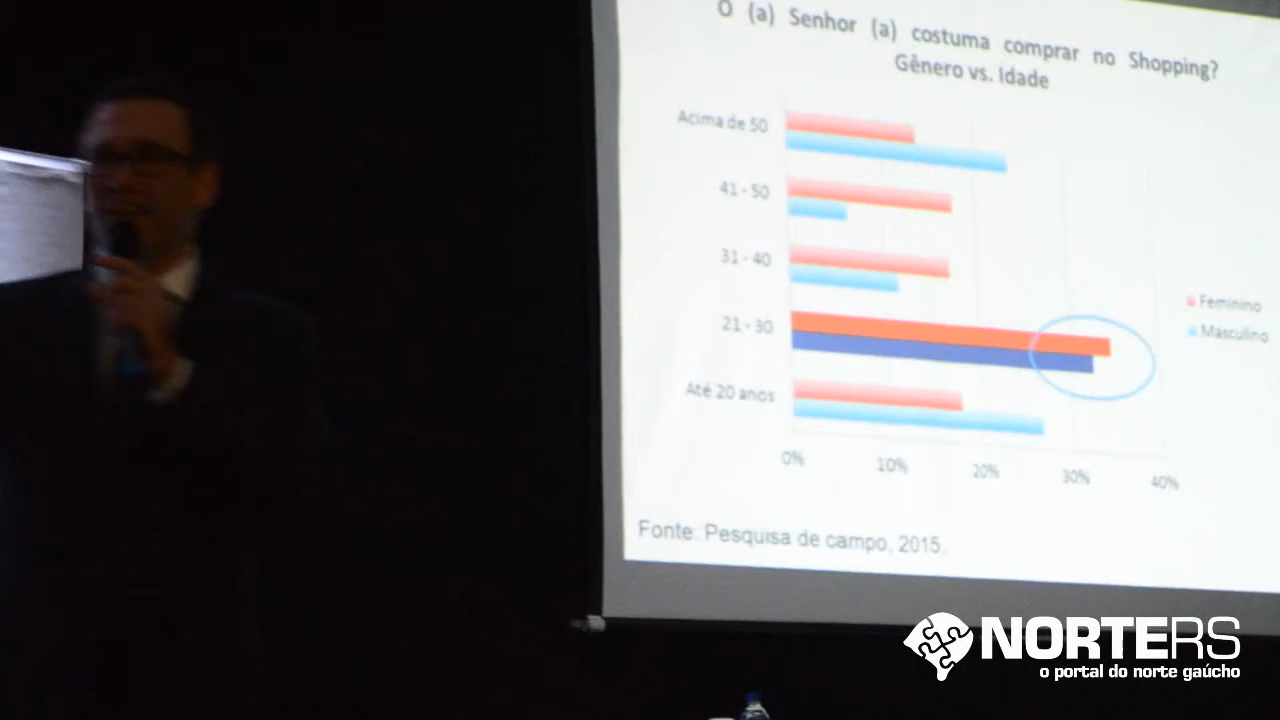 O (a) Senhor (a) costuma comprar no Shopping?
Gênero vs. Idade
Acima de 50
41 - 50
31 - 40
21 - 30
Até 20 anos
Feminino
Masculino
0% 10% 20% 30% 40%
Fonte: Pesquisa de campo, 2015.
NORTERS
o portal do norte gaúcho